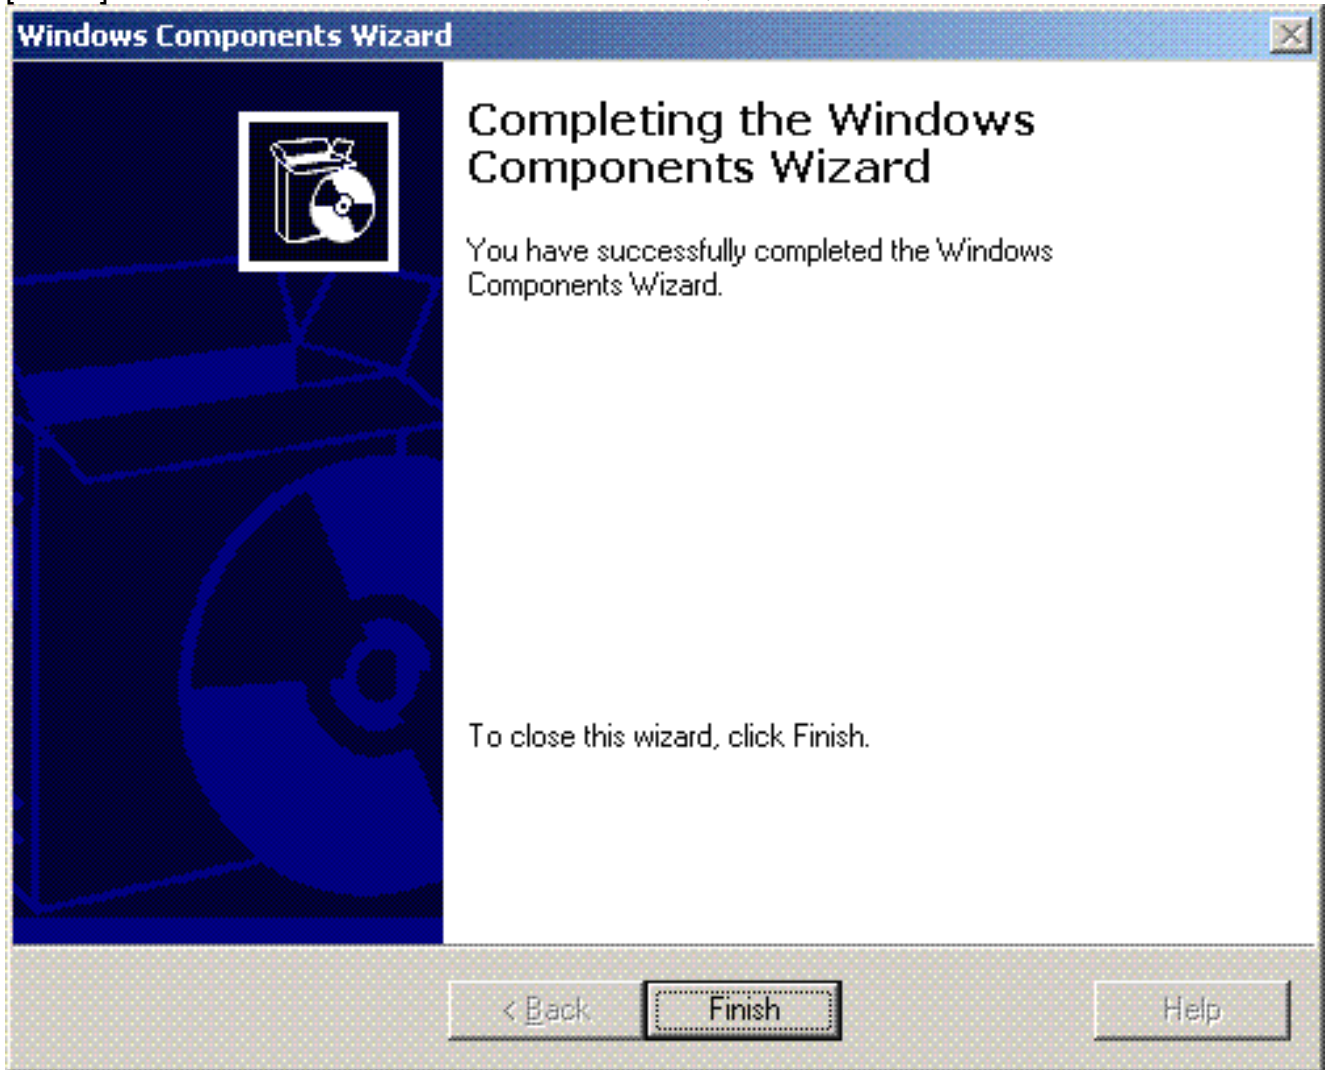 Windows Components Wizard
Completing the Windows
Components Wizard
You have successfully completed the Windows
Components Wizard.
To close this wizard, click Finish.
< Back
Finish
Help